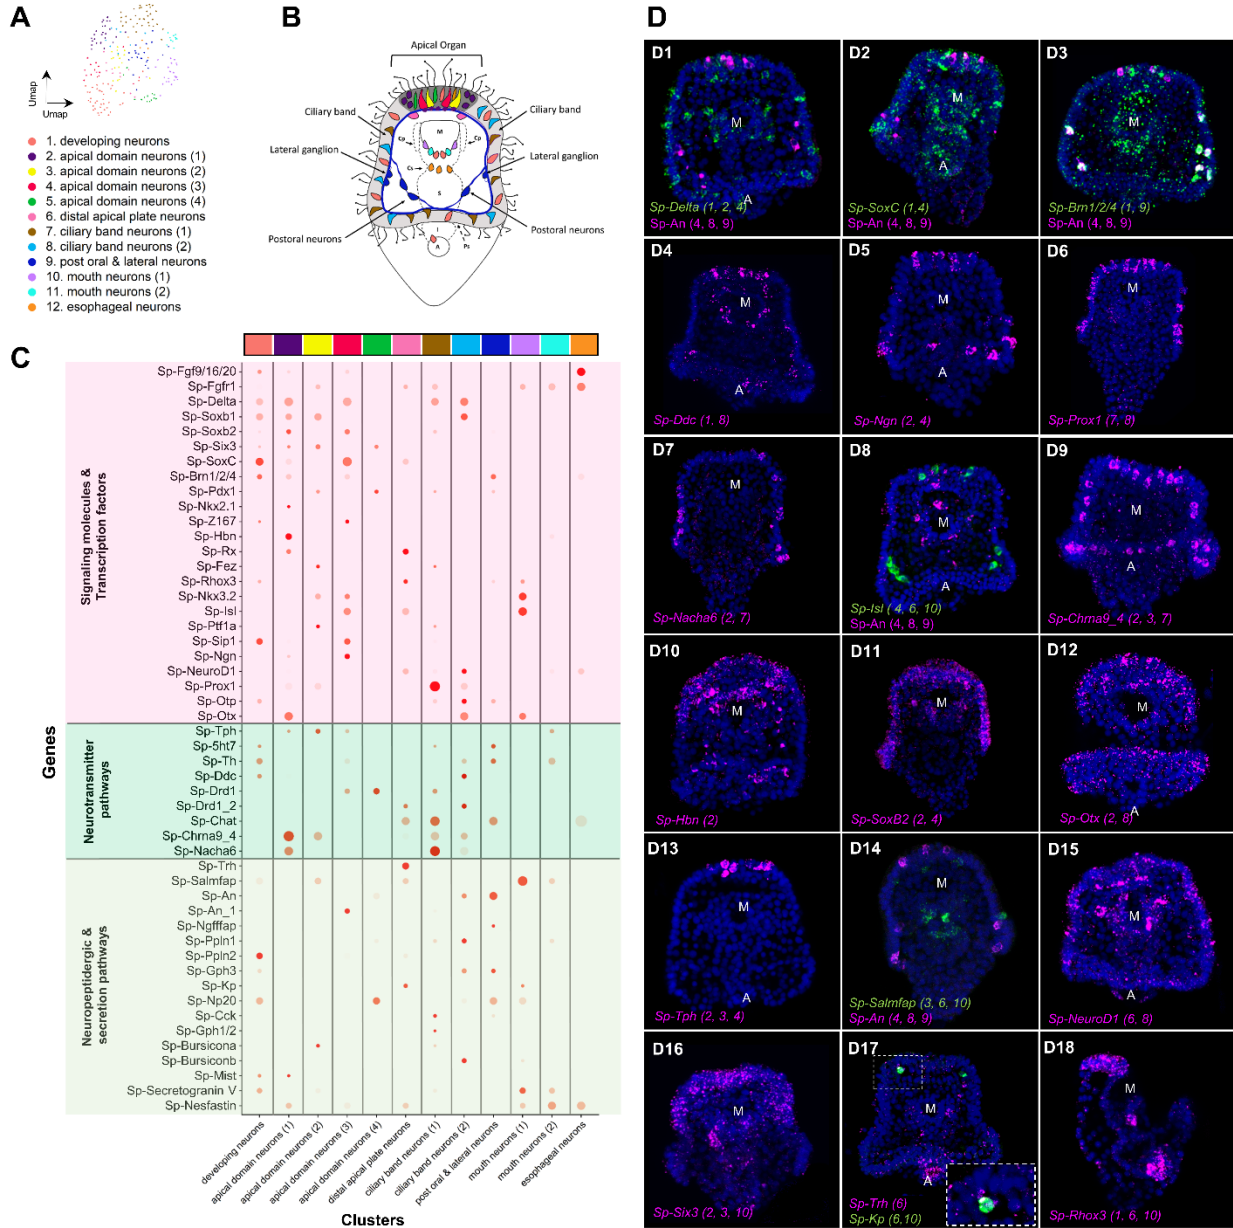 A
Umap
Umap
1. developing neurons
2. apical domain neurons (1)
3. apical domain neurons (2)
4. apical domain neurons (3)
5. apical domain neurons (4)
6. distal apical plate neurons
7. ciliary band neurons (1)
8. ciliary band neurons (2)
9. post oral & lateral neurons
10. mouth neurons (1)
11. mouth neurons (2)
12. esophageal neurons
B
Apical Organ
Ciliary band
Ciliary band
M
Cp
Cp
Lateral ganglion
Lateral ganglion
Cs
S
Postoral neurons
Postoral neurons
I
A
Ps
C
Genes
Signaling molecules &
Transcription factors
Sp-Fgf9/16/20
Sp-Fgfr1
Sp-Delta
Sp-Soxb1
Sp-Soxb2
Sp-Six3
Sp-SoxC
Sp-Brn1/2/4
Sp-Pdx1
Sp-Nkx2.1
Sp-Z167
Sp-Hbn
Sp-Rx
Sp-Fez
Sp-Rhox3
Sp-Nkx3.2
Sp-Isl
Sp-Ptf1a
Sp-Sip1
Sp-Ngn
Sp-NeuroD1
Sp-Prox1
Sp-Otp
Sp-Otx
Neurotransmitter
pathways
Sp-Tph
Sp-5ht7
Sp-Th
Sp-Ddc
Sp-Drd1
Sp-Drd1_2
Sp-Chat
Sp-Chrna9_4
Sp-Nacha6
Neuropeptidergic &
secretion pathways
Sp-Trh
Sp-Salmfap
Sp-An
Sp-An_1
Sp-Ngfffap
Sp-Ppln1
Sp-Ppln2
Sp-Gph3
Sp-Kp
Sp-Np20
Sp-Cck
Sp-Gph1/2
Sp-Bursicona
Sp-Bursiconb
Sp-Mist
Sp-Secretogranin V
Sp-Nesfastin
developing neurons
apical domain neurons (1)
apical domain neurons (2)
apical domain neurons (3)
apical domain neurons (4)
distal apical plate neurons
ciliary band neurons (1)
ciliary band neurons (2)
post oral & lateral neurons
mouth neurons (1)
mouth neurons (2)
esophageal neurons
Clusters
D
D1
M
A
Sp-Delta (1, 2, 4)
Sp-An (4, 8, 9)
D2
M
A
Sp-SoxC (1,4)
Sp-An (4, 8, 9)
D3
M
A
Sp-Brn1/2/4 (1, 9)
Sp-An (4, 8, 9)
D4
M
A
Sp-Ddc (1, 8)
D5
M
A
Sp-Ngn (2, 4)
D6
M
Sp-Prox1 (7, 8)
D7
M
Sp-Nacha6 (2, 7)
D8
M
A
Sp-Isl ( 4, 6, 10)
Sp-An (4, 8, 9)
D9
M
A
Sp-Chrna9_4 (2, 3, 7)
D10
M
Sp-Hbn (2)
D11
M
Sp-SoxB2 (2, 4)
D12
M
A
Sp-Otx (2, 8)
D13
M
A
Sp-Tph (2, 3, 4)
D14
M
A
Sp-Salmfap (3, 6, 10)
Sp-An (4, 8, 9)
D15
M
A
Sp-NeuroD1 (6, 8)
D16
M
Sp-Six3 (2, 3, 10)
D17
M
A
Sp-Trh (6)
Sp-Kp (6,10)
D18
M
Sp-Rhox3 (1, 6, 10)